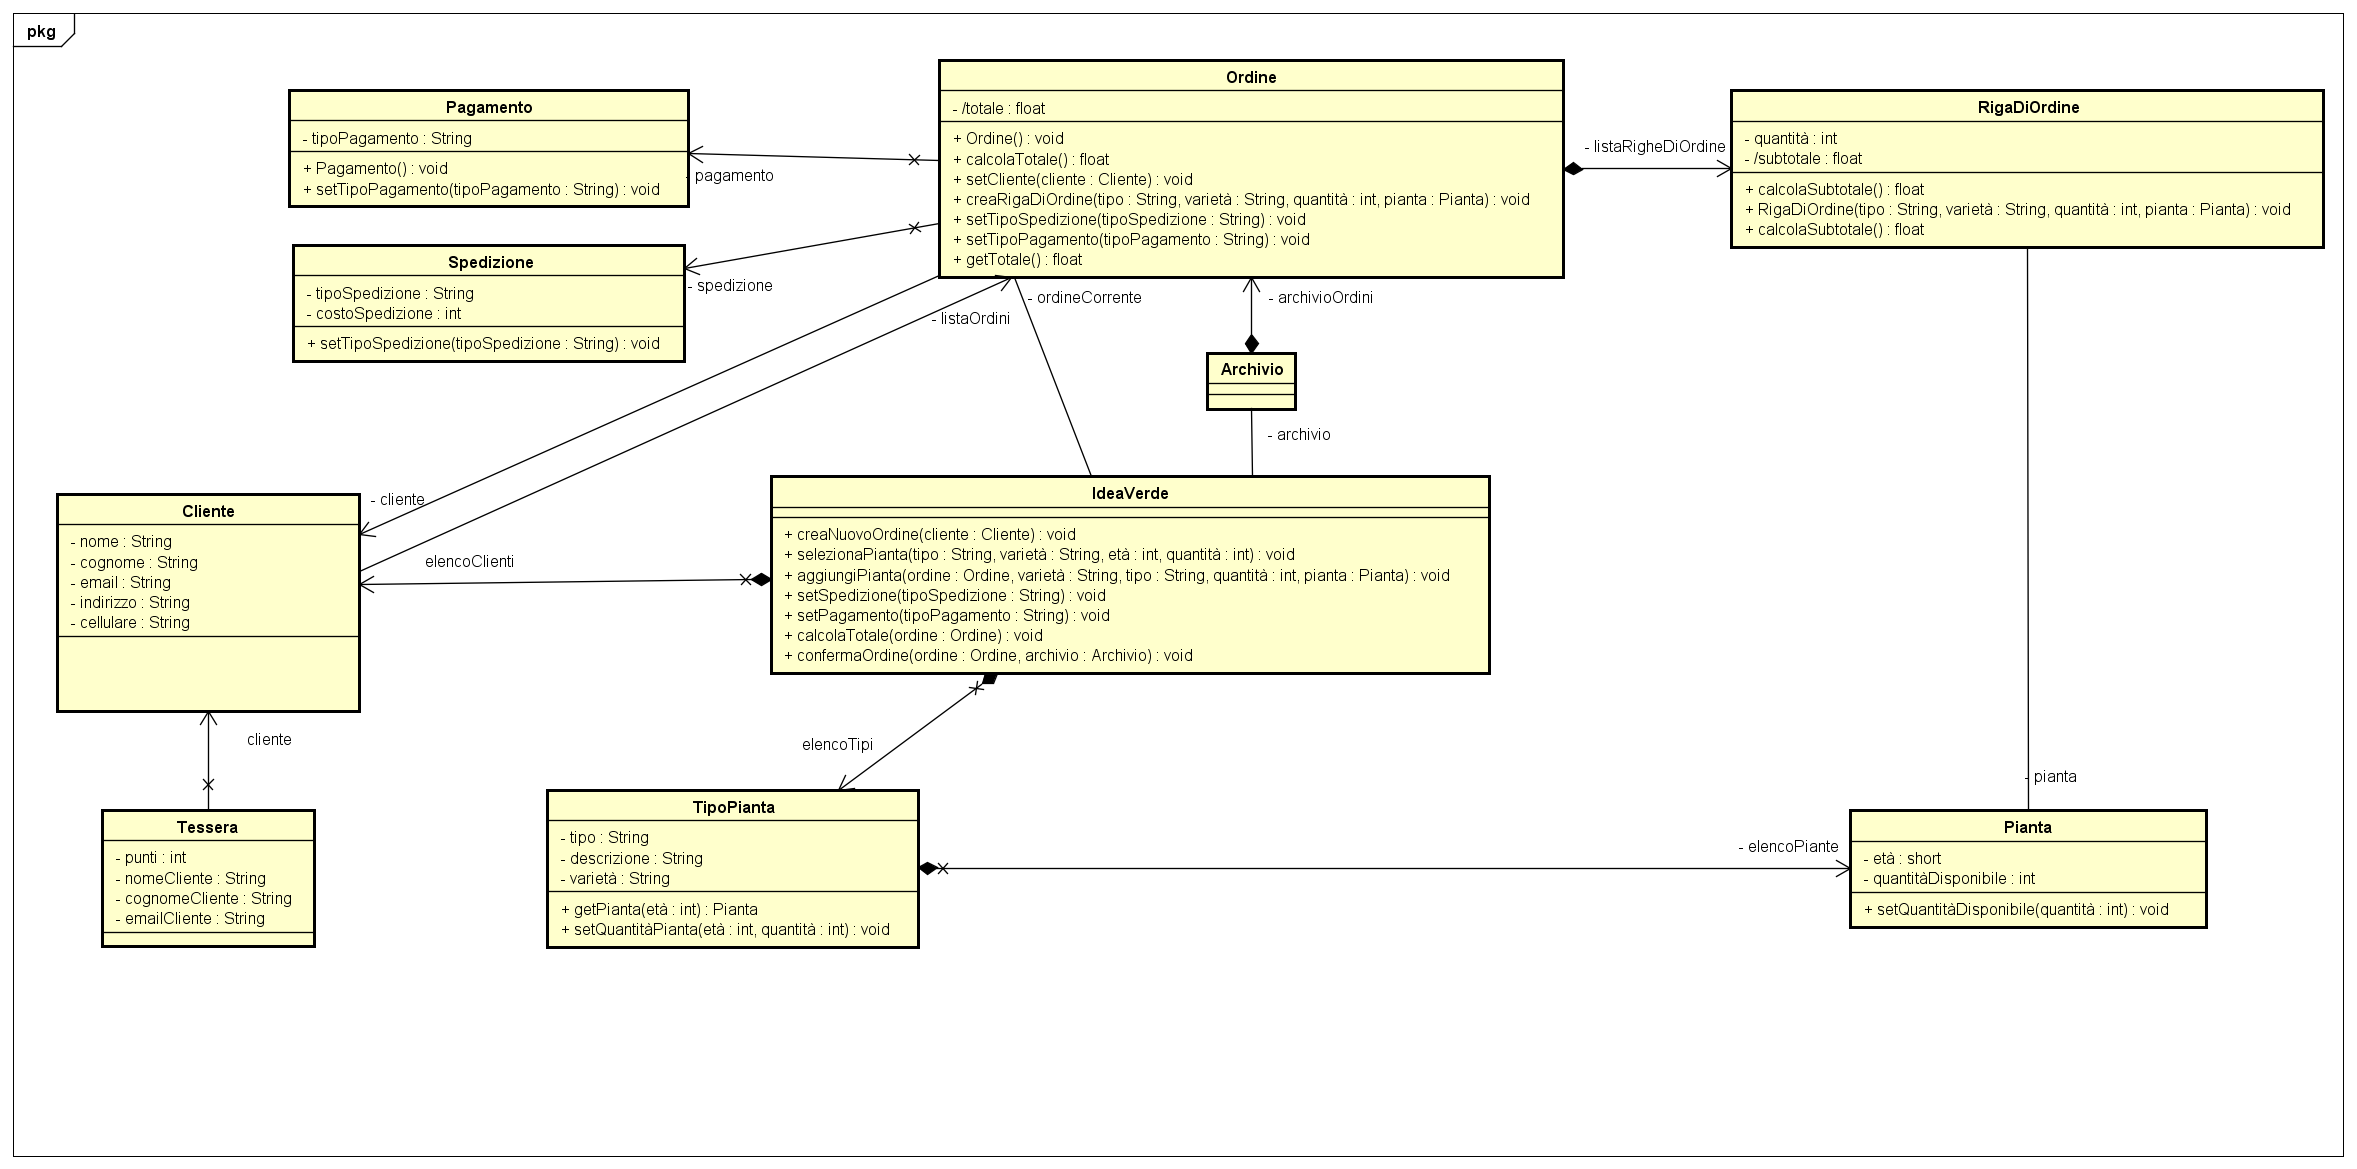 pkg
Pagamento
- tipoPagamento : String
+ Pagamento() : void
+ setTipoPagamento(tipoPagamento : String) : void
- pagamento
Spedizione
- tipoSpedizione : String
- costoSpedizione : int
+ setTipoSpedizione(tipoSpedizione : String) : void
- spedizione
Ordine
- /totale : float
+ Ordine() : void
+ calcolaTotale() : float
+ setCliente(cliente : Cliente) : void
+ creaRigaDiOrdine(tipo : String, varietà : String, quantità : int, pianta : Pianta) : void
+ setTipoSpedizione(tipoSpedizione : String) : void
+ setTipoPagamento(tipoPagamento : String) : void
+ getTotale() : float
- listaRigheDiOrdine
RigaDiOrdine
- quantità : int
- /subtotale : float
+ calcolaSubtotale() : float
+ RigaDiOrdine(tipo : String, varietà : String, quantità : int, pianta : Pianta) : void
+ calcolaSubtotale() : float
- listaOrdini
- ordineCorrente
- archivioOrdini
Archivio
- archivio
- cliente
Cliente
- nome : String
- cognome : String
- email : String
- indirizzo : String
- cellulare : String
elencoClienti
IdeaVerde
+ creaNuovoOrdine(cliente : Cliente) : void
+ selezionaPianta(tipo : String, varietà : String, età : int, quantità : int) : void
+ aggiungiPianta(ordine : Ordine, varietà : String, tipo : String, quantità : int, pianta : Pianta) : void
+ setSpedizione(tipoSpedizione : String) : void
+ setPagamento(tipoPagamento : String) : void
+ calcolaTotale(ordine : Ordine) : void
+ confermaOrdine(ordine : Ordine, archivio : Archivio) : void
cliente
Tessera
- punti : int
- nomeCliente : String
- cognomeCliente : String
- emailCliente : String
elencoTipi
TipoPianta
- tipo : String
- descrizione : String
- varietà : String
+ getPianta(età : int) : Pianta
+ setQuantitàPianta(età : int, quantità : int) : void
- elencoPiante
- pianta
Pianta
- età : short
- quantitàDisponibile : int
+ setQuantitàDisponibile(quantità : int) : void